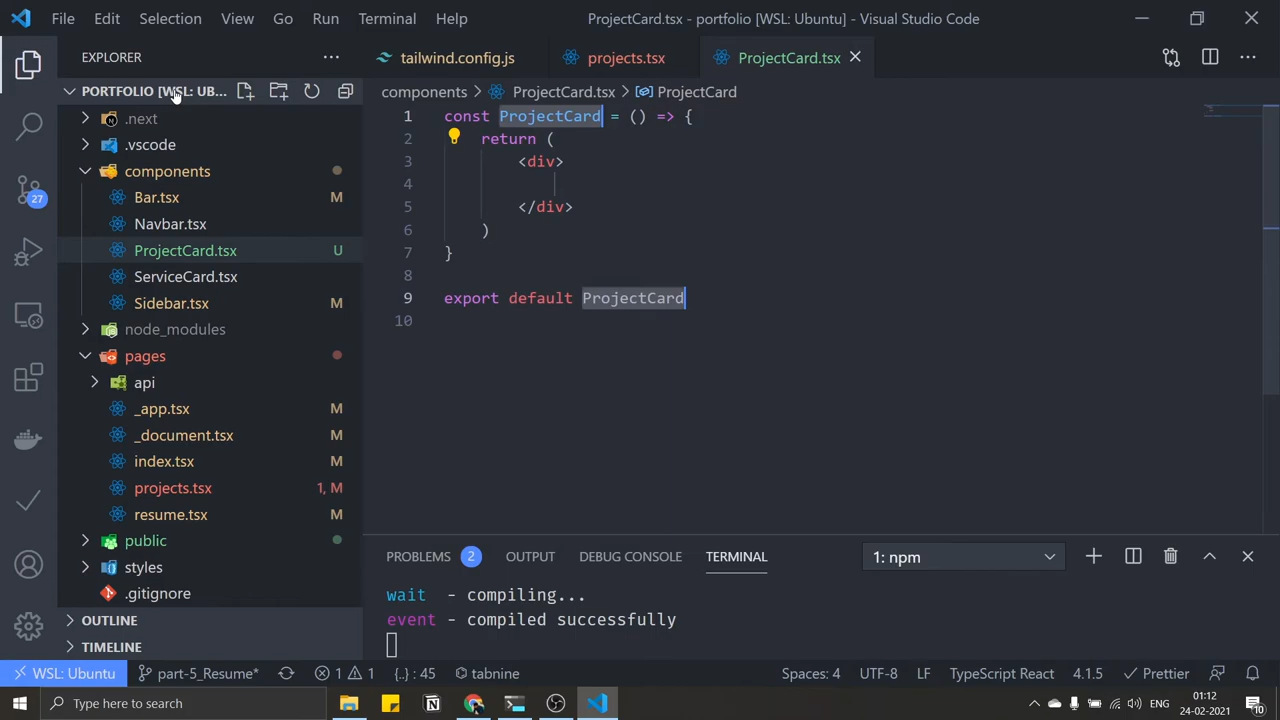 File Edit Selection View Go Run Terminal Help
ProjectCard.tsx - portfolio [WSL: Ubuntu] - Visual Studio Code
EXPLORER
PORTFOLIO [WSL: UB...
.next
.vscode
components
Bar.tsx M
Navbar.tsx
ProjectCard.tsx U
ServiceCard.tsx
Sidebar.tsx M
node_modules
pages
api
_app.tsx M
_document.tsx M
index.tsx M
projects.tsx 1, M
resume.tsx M
public
styles
.gitignore
OUTLINE
TIMELINE
27
tailwind.config.js projects.tsx ProjectCard.tsx
components > ProjectCard.tsx > ProjectCard
1 const ProjectCard = () => {
2 return (
3 <div>
4
5 </div>
6 )
7 }
8
9 export default ProjectCard
10
PROBLEMS 2 OUTPUT DEBUG CONSOLE TERMINAL 1: npm
wait - compiling...
event - compiled successfully
WSL: Ubuntu part-5_Resume* 1 1 {..} : 45 tabnine Spaces: 4 UTF-8 LF TypeScript React 4.1.5 Prettier
Type here to search
ENG
01:12
24-02-2021
10